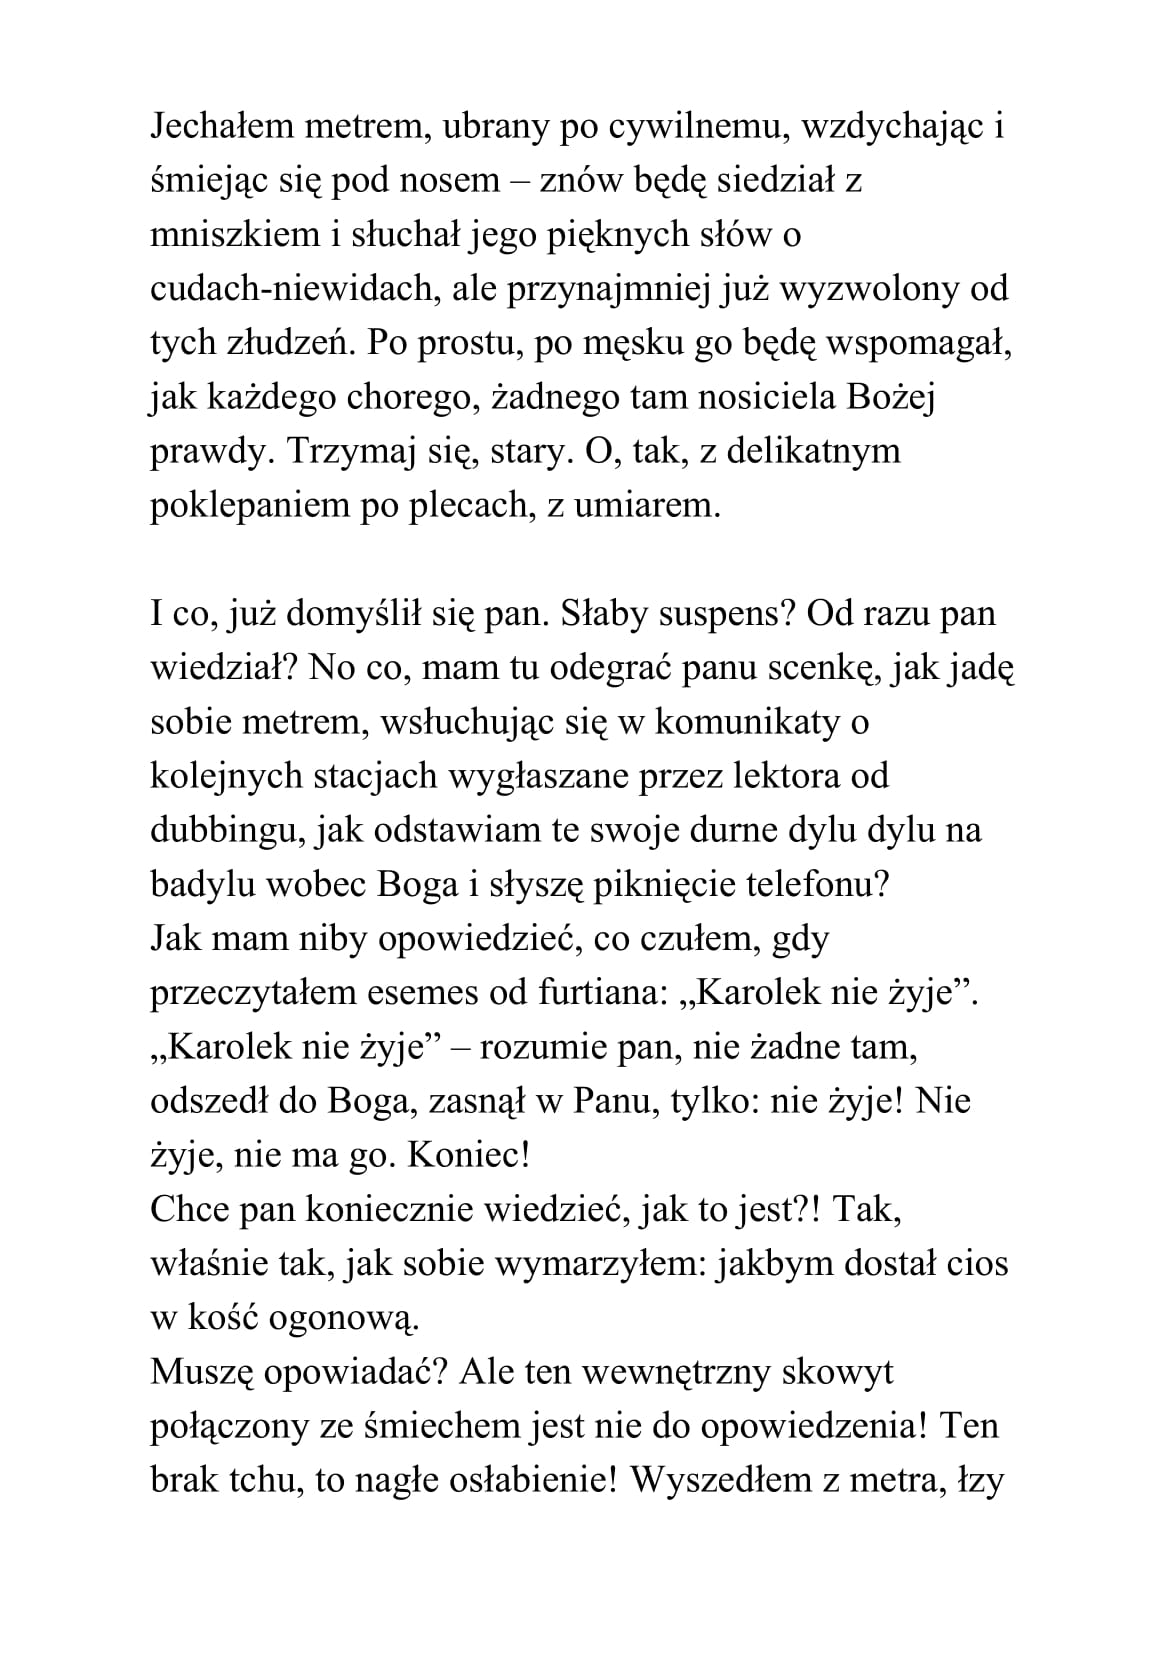 Jechałem metrem, ubrany po cywilnemu, wzdychając i
śmiejąc się pod nosem – znów będę siedział z
mniszkiem i słuchał jego pięknych słów o
cudach-niewidach, ale przynajmniej już wyzwolony od
tych złudzeń. Po prostu, po męsku go będę wspomagał,
jak każdego chorego, żadnego tam nosiciela Bożej
prawdy. Trzymaj się, stary. O, tak, z delikatnym
poklepaniem po plecach, z umiarem.

I co, już domyślił się pan. Słaby suspens? Od razu pan
wiedział? No co, mam tu odegrać panu scenkę, jak jadę
sobie metrem, wsłuchując się w komunikaty o
kolejnych stacjach wygłaszane przez lektora od
dubbingu, jak odstawiam te swoje durne dylu dylu na
badylu wobec Boga i słyszę piknięcie telefonu?
Jak mam niby opowiedzieć, co czułem, gdy
przeczytałem esemes od furtiana: „Karolek nie żyje”.
„Karolek nie żyje” – rozumie pan, nie żadne tam,
odszedł do Boga, zasnął w Panu, tylko: nie żyje! Nie
żyje, nie ma go. Koniec!
Chce pan koniecznie wiedzieć, jak to jest?! Tak,
właśnie tak, jak sobie wymarzyłem: jakbym dostał cios
w kość ogonową.
Muszę opowiadać? Ale ten wewnętrzny skowyt
połączony ze śmiechem jest nie do opowiedzenia! Ten
brak tchu, to nagłe osłabienie! Wyszedłem z metra, łzy